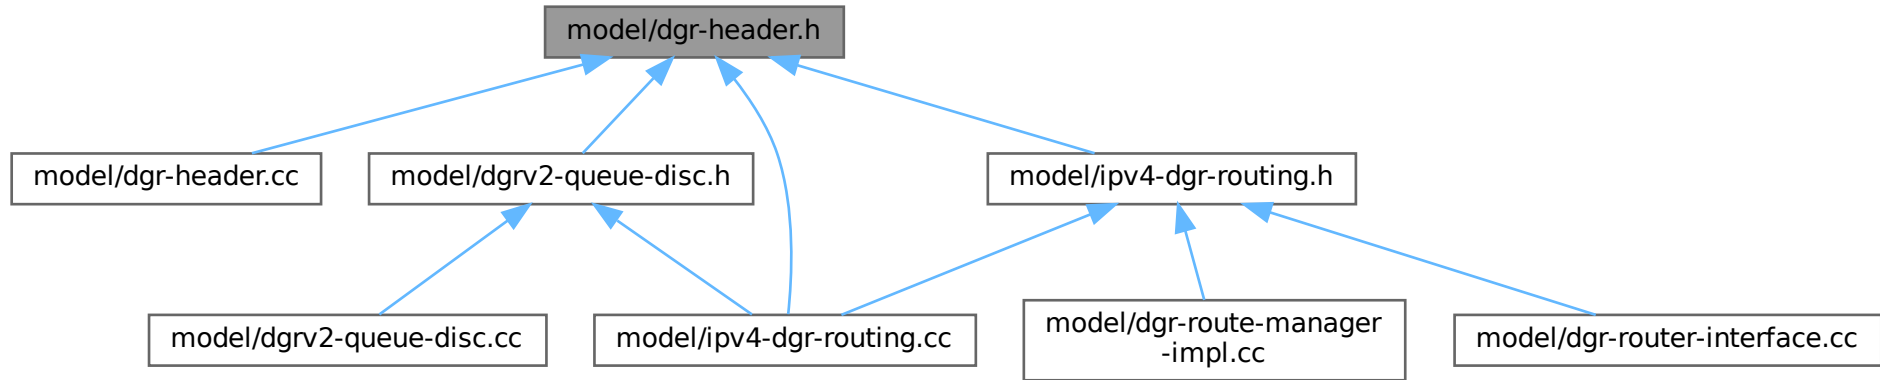 model/dgr-header.h
model/dgr-header.cc
model/dgrv2-queue-disc.h
model/ipv4-dgr-routing.h
model/dgrv2-queue-disc.cc
model/ipv4-dgr-routing.cc
model/dgr-route-manager
-impl.cc
model/dgr-router-interface.cc